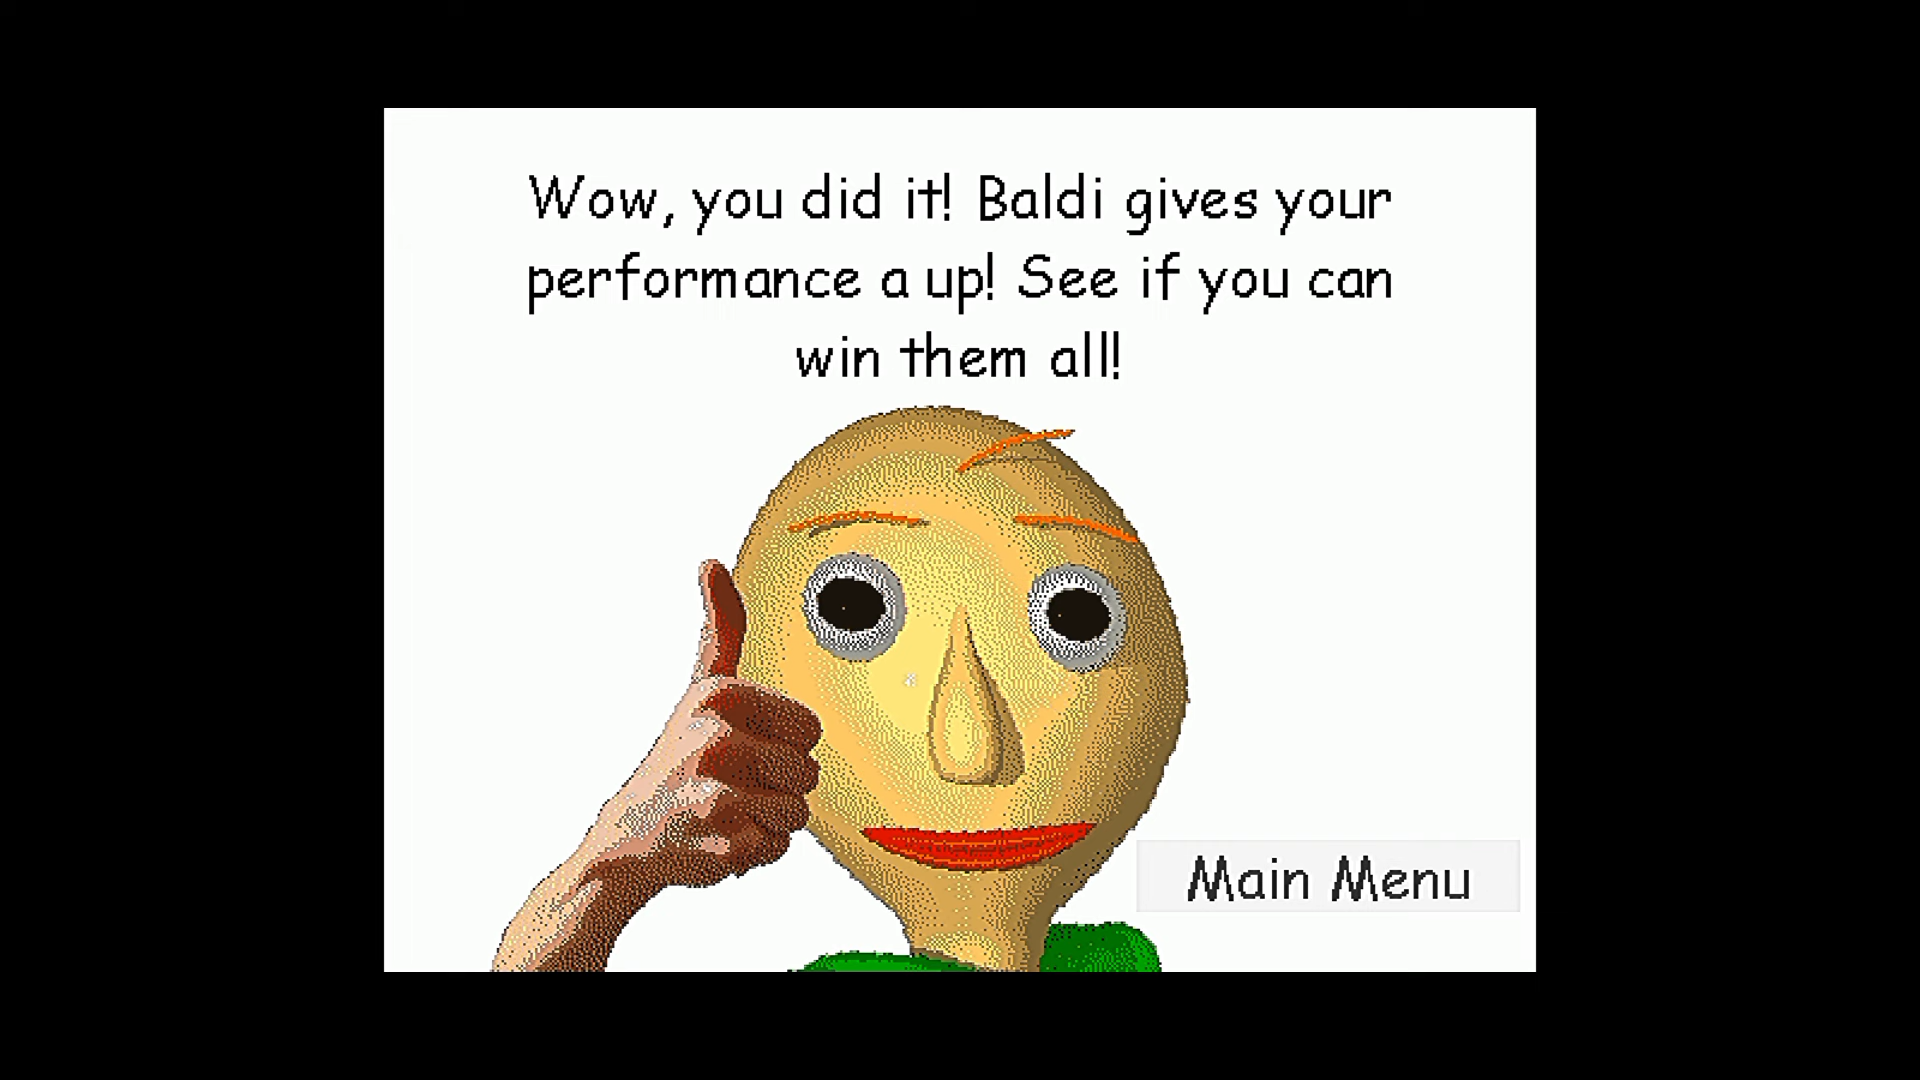 Wow, you did it! Baldi gives your
performance a up! See if you can
win them all!
Main Menu